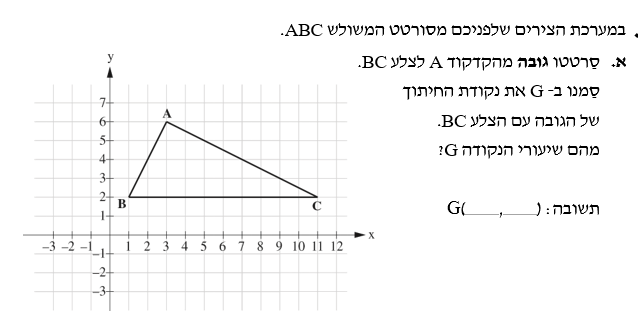 במערכת הצירים שלפניכם מסורטט המשולש ABC.
א. סַרטטו גובה מהקדקוד A לצלע BC.
סַמנו ב- G את נקודת החיתוך
של הגובה עם הצלע BC.
מהם שיעורי הנקודה G?
תשובה: G(____,____)
y
7
6
5
4
3
2
1
-1
-2
-3
A
B
C
-3 -2 -1 1 2 3 4 5 6 7 8 9 10 11 12
x